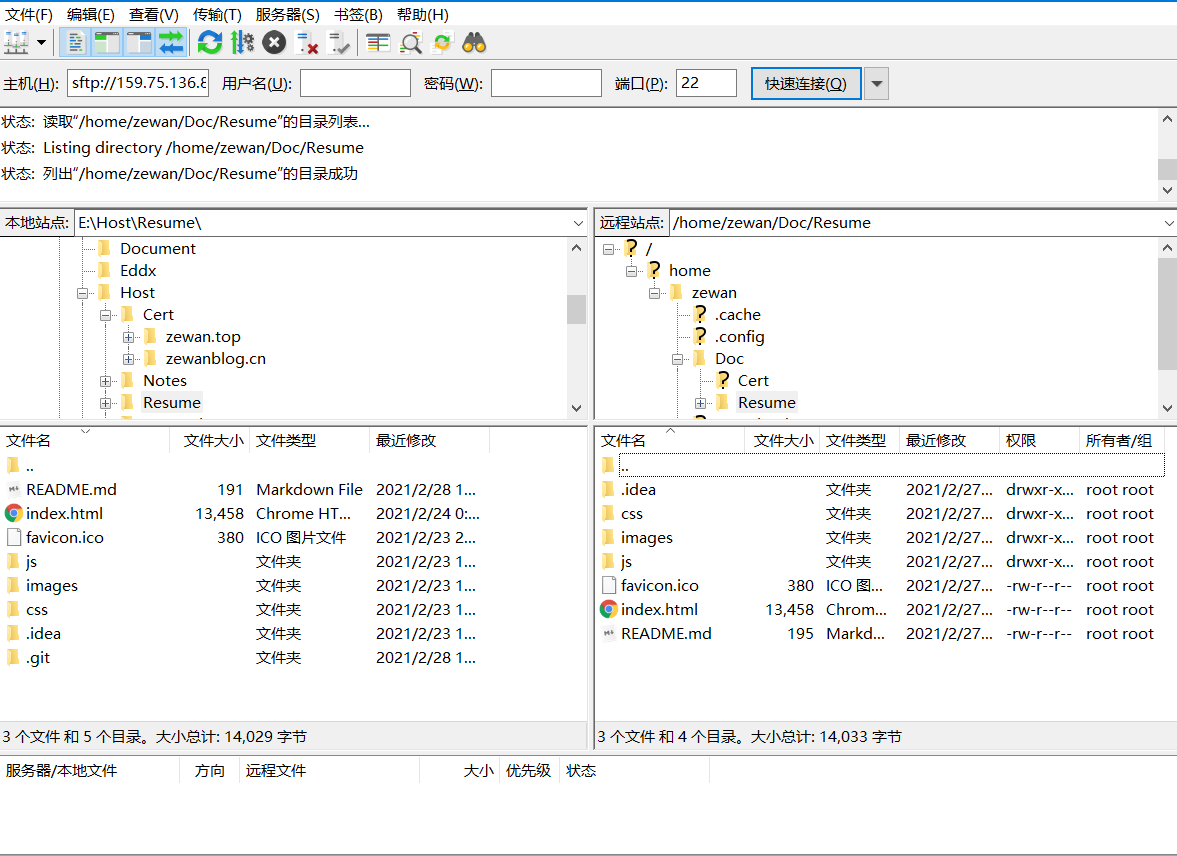 文件(F) 编辑(E) 查看(V) 传输(T) 服务器(S) 书签(B) 帮助(H)
主机(H): sftp://159.75.136.8 用户名(U): 密码(W): 端口(P): 22 快速连接(Q)
状态: 读取“/home/zewan/Doc/Resume”的目录列表...
状态: Listing directory /home/zewan/Doc/Resume
状态: 列出“/home/zewan/Doc/Resume”的目录成功
本地站点: E:\Host\Resume\
Document
Eddx
Host
Cert
zewan.top
zewanblog.cn
Notes
Resume
远程站点: /home/zewan/Doc/Resume
/
home
zewan
.cache
.config
Doc
Cert
Resume
文件名 文件大小 文件类型 最近修改
..
README.md 191 Markdown File 2021/2/28 1...
index.html 13,458 Chrome HT... 2021/2/24 0:...
favicon.ico 380 ICO 图片文件 2021/2/23 2...
js 文件夹 2021/2/23 1...
images 文件夹 2021/2/23 1...
css 文件夹 2021/2/23 1...
.idea 文件夹 2021/2/23 1...
.git 文件夹 2021/2/28 1...
3 个文件 和 5 个目录。大小总计: 14,029 字节
文件名 文件大小 文件类型 最近修改 权限 所有者/组
..
.idea 文件夹 2021/2/27... drwxr-x... root root
css 文件夹 2021/2/27... drwxr-x... root root
images 文件夹 2021/2/27... drwxr-x... root root
js 文件夹 2021/2/27... drwxr-x... root root
favicon.ico 380 ICO 图... 2021/2/27... -rw-r--r-- root root
index.html 13,458 Chrom... 2021/2/27... -rw-r--r-- root root
README.md 195 Markd... 2021/2/27... -rw-r--r-- root root
3 个文件 和 4 个目录。大小总计: 14,033 字节
服务器/本地文件 方向 远程文件 大小 优先级 状态